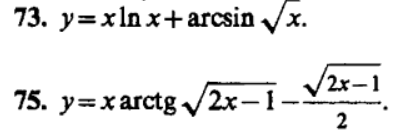 73. y=x ln x+arcsin √x.
75. y=x arctg √2x−1 − √2x−1/2.